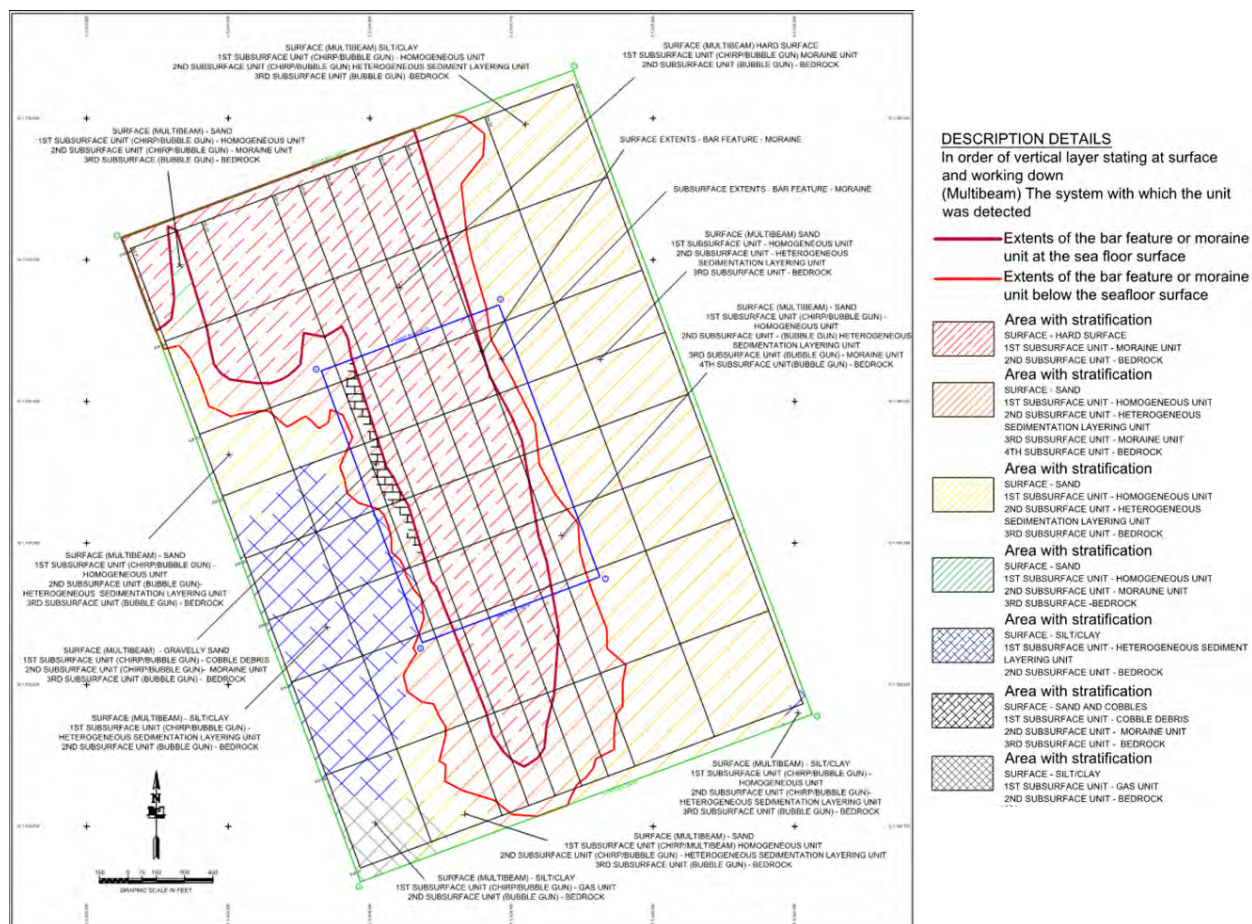 SURFACE (MULTIBEAM) SILT/CLAY
1ST SUBSURFACE UNIT (CHIRP/BUBBLE GUN) - HOMOGENEOUS UNIT
2ND SUBSURFACE UNIT (CHIRP/BUBBLE GUN) HETEROGENEOUS SEDIMENT LAYERING UNIT
3RD SUBSURFACE UNIT (BUBBLE GUN) -BEDROCK
SURFACE (MULTIBEAM) HARD SURFACE
1ST SUBSURFACE UNIT (CHIRP/BUBBLE GUN) MORAINE UNIT
2ND SUBSURFACE UNIT (BUBBLE GUN) - BEDROCK
SURFACE (MULTIBEAM) - SAND
1ST SUBSURFACE UNIT (CHIRP/BUBBLE GUN) - HOMOGENEOUS UNIT
2ND SUBSURFACE UNIT (CHIRP/BUBBLE GUN) - MORAINE UNIT
3RD SUBSURFACE (BUBBLE GUN) - BEDROCK
SURFACE EXTENTS - BAR FEATURE - MORAINE
SUBSURFACE EXTENTS - BAR FEATURE - MORAINE
SURFACE (MULTIBEAM) SAND
1ST SUBSURFACE UNIT - HOMOGENEOUS UNIT
2ND SUBSURFACE UNIT - HETEROGENEOUS
SEDIMENTATION LAYERING UNIT
3RD SUBSURFACE UNIT - BEDROCK
SURFACE (MULTIBEAM) - SAND
1ST SUBSURFACE UNIT (CHIRP/BUBBLE GUN) -
HOMOGENEOUS UNIT
2ND SUBSURFACE UNIT - (BUBBLE GUN) HETEROGENEOUS
SEDIMENTATION LAYERING UNIT
3RD SUBSURFACE UNIT (BUBBLE GUN) - MORAINE UNIT
4TH SUBSURFACE UNIT(BUBBLE GUN) - BEDROCK
SURFACE (MULTIBEAM) - SAND
1ST SUBSURFACE UNIT (CHIRP/BUBBLE GUN) -
HOMOGENEOUS UNIT
2ND SUBSURFACE UNIT (BUBBLE GUN)-
HETEROGENEOUS SEDIMENTATION LAYERING UNIT
3RD SUBSURFACE UNIT (BUBBLE GUN) - BEDROCK
SURFACE (MULTIBEAM) - GRAVELLY SAND
1ST SUBSURFACE UNIT (CHIRP/BUBBLE GUN) - COBBLE DEBRIS
2ND SUBSURFACE UNIT (CHIRP/BUBBLE GUN)- MORAINE UNIT
3RD SUBSURFACE UNIT (BUBBLE GUN) - BEDROCK
SURFACE (MULTIBEAM) - SILT/CLAY
1ST SUBSURFACE UNIT (CHIRP/BUBBLE GUN) -
HETEROGENEOUS SEDIMENTATION LAYERING UNIT
2ND SUBSURFACE UNIT (BUBBLE GUN) - BEDROCK
SURFACE (MULTIBEAM) - SILT/CLAY
1ST SUBSURFACE UNIT (CHIRP/BUBBLE GUN) -
HOMOGENEOUS UNIT
2ND SUBSURFACE UNIT (CHIRP/BUBBLE GUN)-
HETEROGENEOUS SEDIMENTATION LAYERING UNIT
3RD SUBSURFACE UNIT (BUBBLE GUN) - BEDROCK
SURFACE (MULTIBEAM) - SAND
1ST SUBSURFACE UNIT (CHIRP/MULTIBEAM) HOMOGENEOUS UNIT
2ND SUBSURFACE UNIT (CHIRP/BUBBLE GUN) - HETEROGENEOUS SEDIMENTATION LAYERING UNIT
3RD SUBSURFACE UNIT (BUBBLE GUN) - BEDROCK
SURFACE (MULTIBEAM) - SILT/CLAY
1ST SUBSURFACE UNIT (CHIRP/BUBBLE GUN) - GAS UNIT
2ND SUBSURFACE UNIT (BUBBLE GUN) - BEDROCK
N
GRAPHIC SCALE IN FEET
DESCRIPTION DETAILS
In order of vertical layer stating at surface
and working down
(Multibeam) The system with which the unit
was detected
Extents of the bar feature or moraine
unit at the sea floor surface
Extents of the bar feature or moraine
unit below the seafloor surface
Area with stratification
SURFACE - HARD SURFACE
1ST SUBSURFACE UNIT - MORAINE UNIT
2ND SUBSURFACE UNIT - BEDROCK
Area with stratification
SURFACE - SAND
1ST SUBSURFACE UNIT - HOMOGENEOUS UNIT
2ND SUBSURFACE UNIT - HETEROGENEOUS
SEDIMENTATION LAYERING UNIT
3RD SUBSURFACE UNIT - MORAINE UNIT
4TH SUBSURFACE UNIT - BEDROCK
Area with stratification
SURFACE - SAND
1ST SUBSURFACE UNIT - HOMOGENEOUS UNIT
2ND SUBSURFACE UNIT - HETEROGENEOUS
SEDIMENTATION LAYERING UNIT
3RD SUBSURFACE UNIT - BEDROCK
Area with stratification
SURFACE - SAND
1ST SUBSURFACE UNIT - HOMOGENEOUS UNIT
2ND SUBSURFACE UNIT - MORAUNE UNIT
3RD SUBSURFACE -BEDROCK
Area with stratification
SURFACE - SILT/CLAY
1ST SUBSURFACE UNIT - HETEROGENEOUS SEDIMENT
LAYERING UNIT
2ND SUBSURFACE UNIT - BEDROCK
Area with stratification
SURFACE - SAND AND COBBLES
1ST SUBSURFACE UNIT - COBBLE DEBRIS
2ND SUBSURFACE UNIT - MORAINE UNIT
3RD SUBSURFACE UNIT - BEDROCK
Area with stratification
SURFACE - SILT/CLAY
1ST SUBSURFACE UNIT - GAS UNIT
2ND SUBSURFACE UNIT - BEDROCK